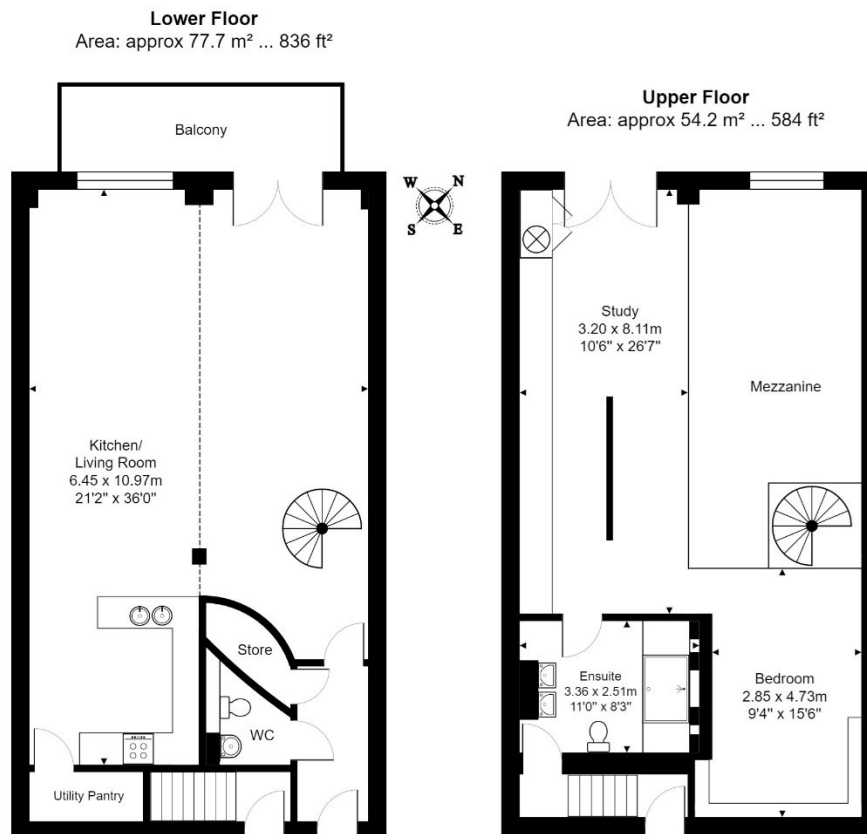 Lower Floor
Area: approx 77.7 m² ... 836 ft²
Balcony
W N
S E
Kitchen/
Living Room
6.45 x 10.97m
21'2" x 36'0"
Store
WC
Utility Pantry
Upper Floor
Area: approx 54.2 m² ... 584 ft²
Study
3.20 x 8.11m
10'6" x 26'7"
Mezzanine
Ensuite
3.36 x 2.51m
11'0" x 8'3"
Bedroom
2.85 x 4.73m
9'4" x 15'6"